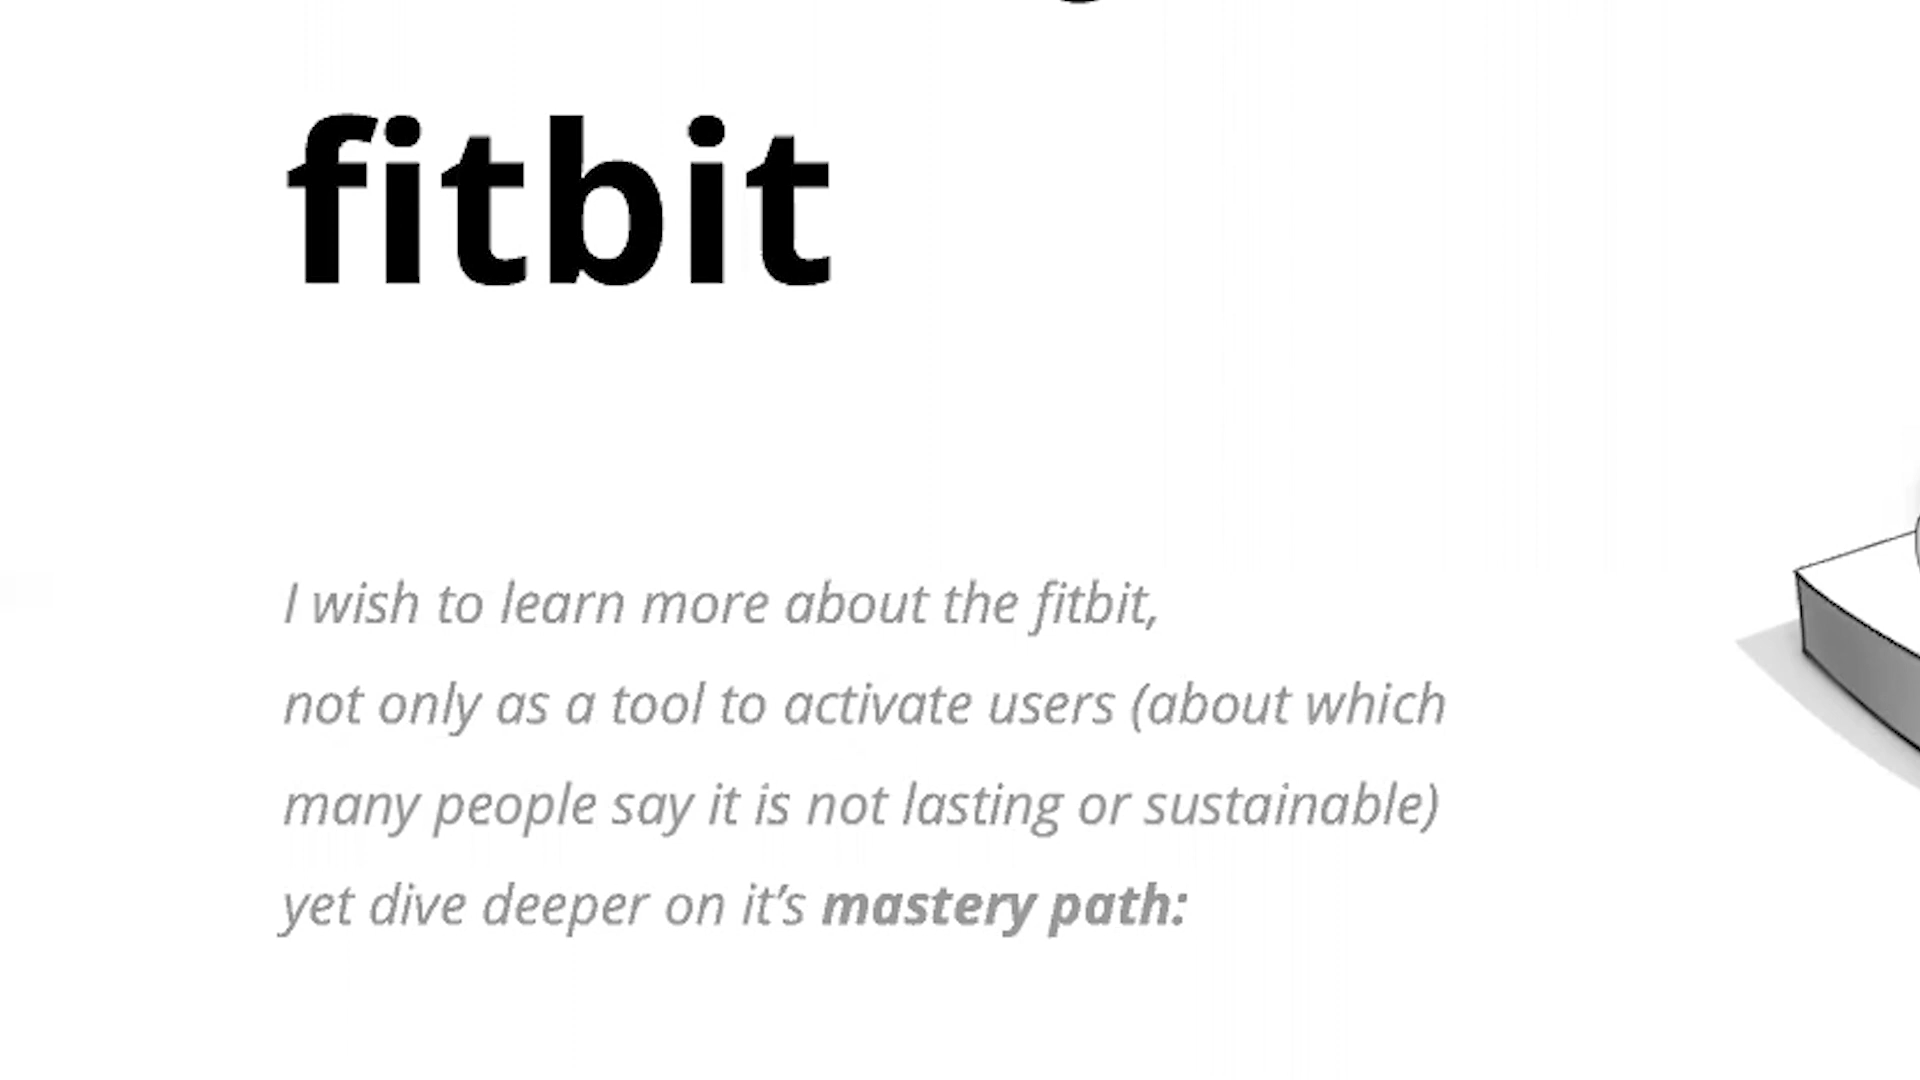 fitbit
I wish to learn more about the fitbit,
not only as a tool to activate users (about which
many people say it is not lasting or sustainable)
yet dive deeper on it’s mastery path: